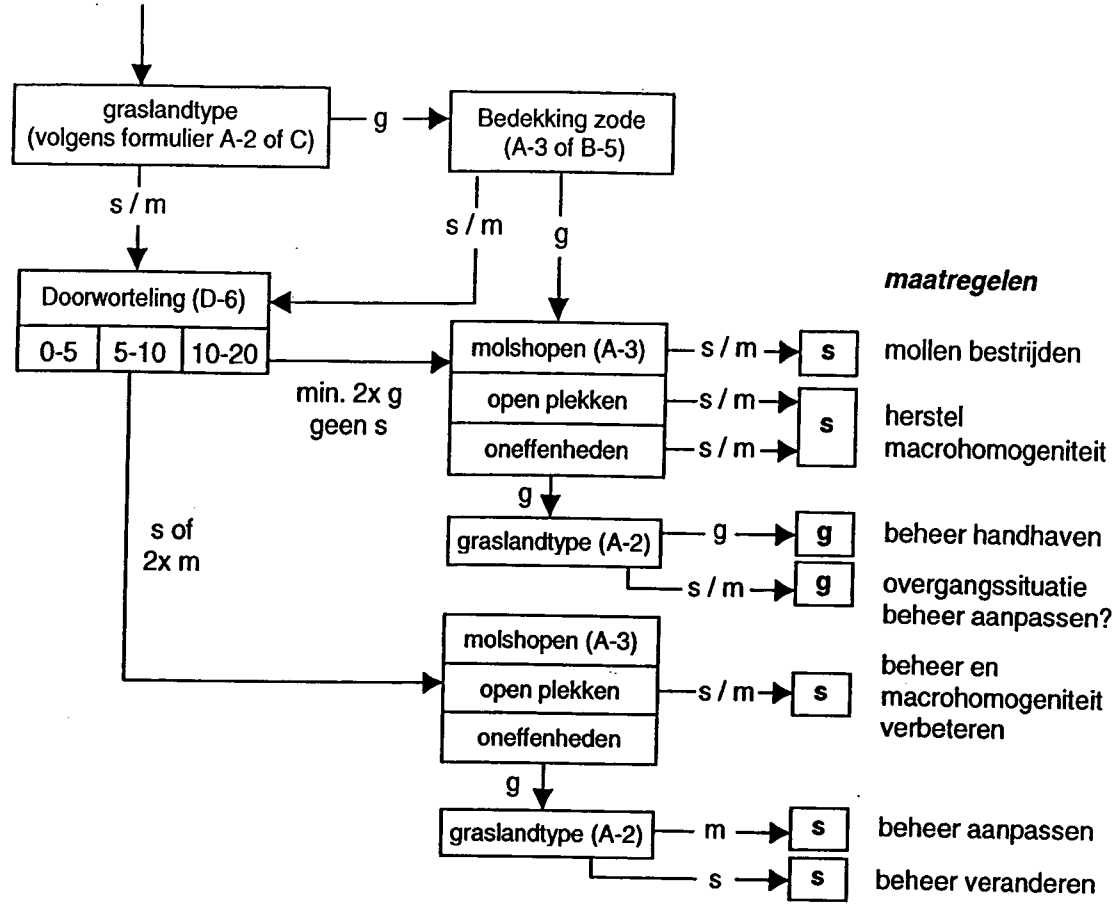 graslandtype
(volgens formulier A-2 of C)
g
Bedekking zode
(A-3 of B-5)
s / m
s / m
g
maatregelen
Doorworteling (D-6)
0-5
5-10
10-20
min. 2x g
geen s
molshopen (A-3)
s / m
s
mollen bestrijden
open plekken
s / m
s
herstel
macrohomogeniteit
oneffenheden
s / m
g
s of
2x m
graslandtype (A-2)
g
g
beheer handhaven
s / m
g
overgangssituatie
beheer aanpassen?
molshopen (A-3)
open plekken
s / m
s
beheer en
macrohomogeniteit
verbeteren
oneffenheden
g
graslandtype (A-2)
m
s
beheer aanpassen
s
s
beheer veranderen